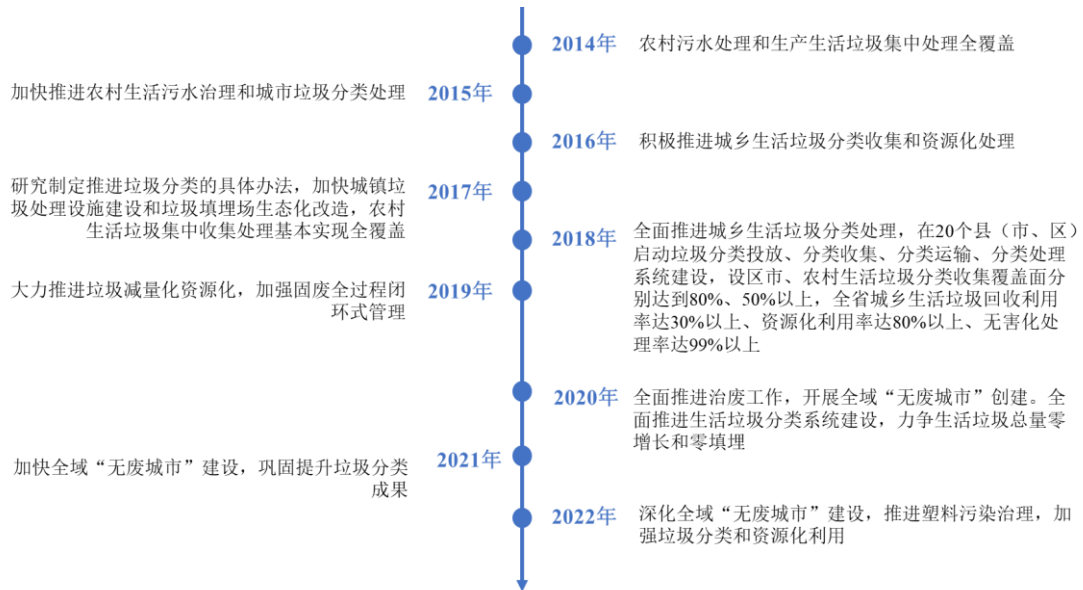 2014年
农村污水处理和生产生活垃圾集中处理全覆盖
加快推进农村生活污水治理和城市垃圾分类处理
2015年
2016年
积极推进城乡生活垃圾分类收集和资源化处理
研究制定推进垃圾分类的具体办法，加快城镇垃
圾处理设施建设和垃圾填埋场生态化改造，农村
生活垃圾集中收集处理基本实现全覆盖
2017年
2018年
全面推进城乡生活垃圾分类处理，在20个县（市、区）
启动垃圾分类投放、分类收集、分类运输、分类处理
系统建设，设区市、农村生活垃圾分类收集覆盖面分
别达到80%、50%以上，全省城乡生活垃圾回收利用
率达30%以上、资源化利用率达80%以上、无害化处
理率达99%以上
大力推进垃圾减量化资源化，加强固废全过程闭
环式管理
2019年
2020年
全面推进治废工作，开展全域“无废城市”创建。全
面推进生活垃圾分类系统建设，力争生活垃圾总量零
增长和零填埋
加快全域“无废城市”建设，巩固提升垃圾分类
成果
2021年
2022年
深化全域“无废城市”建设，推进塑料污染治理，加
强垃圾分类和资源化利用